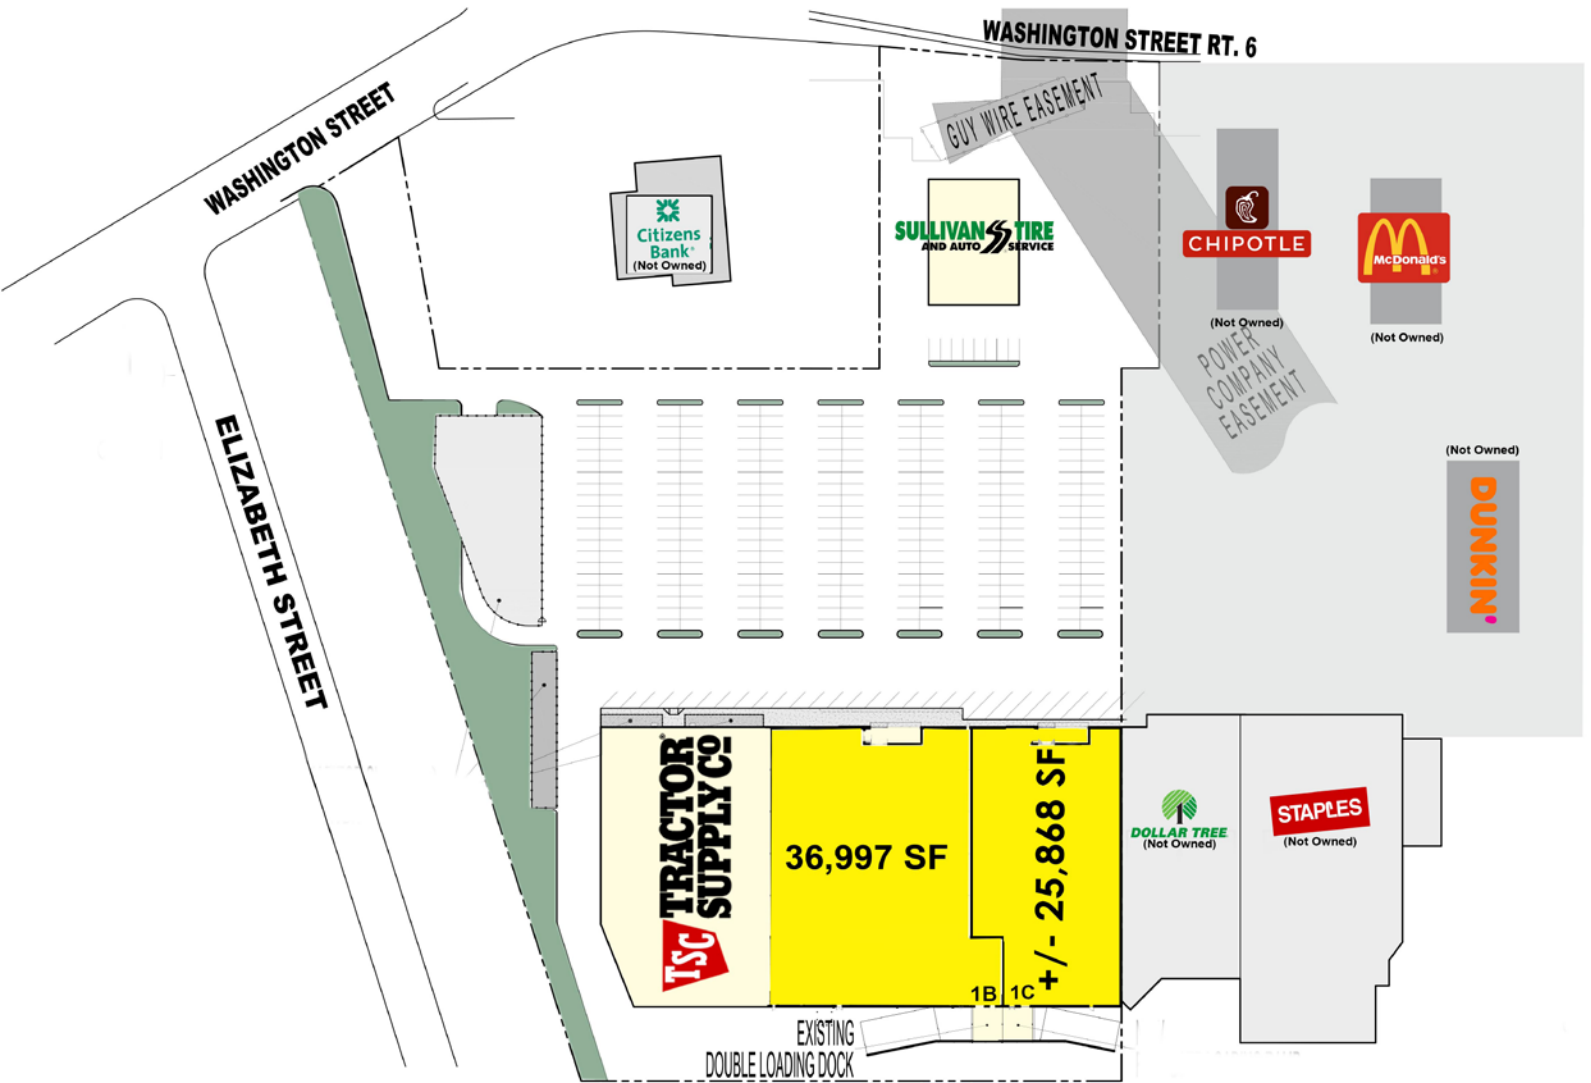 WASHINGTON STREET RT. 6
WASHINGTON STREET
GUY WIRE EASEMENT
Citizens
Bank
(Not Owned)
SULLIVAN TIRE
AND AUTO SERVICE
CHIPOTLE
(Not Owned)
McDonald's
(Not Owned)
POWER
COMPANY
EASEMENT
ELIZABETH STREET
(Not Owned)
DUNKIN'
TSC TRACTOR
SUPPLY CO
36,997 SF
+/- 25,868 SF
DOLLAR TREE
(Not Owned)
STAPLES
(Not Owned)
1B
1C
EXISTING
DOUBLE LOADING DOCK